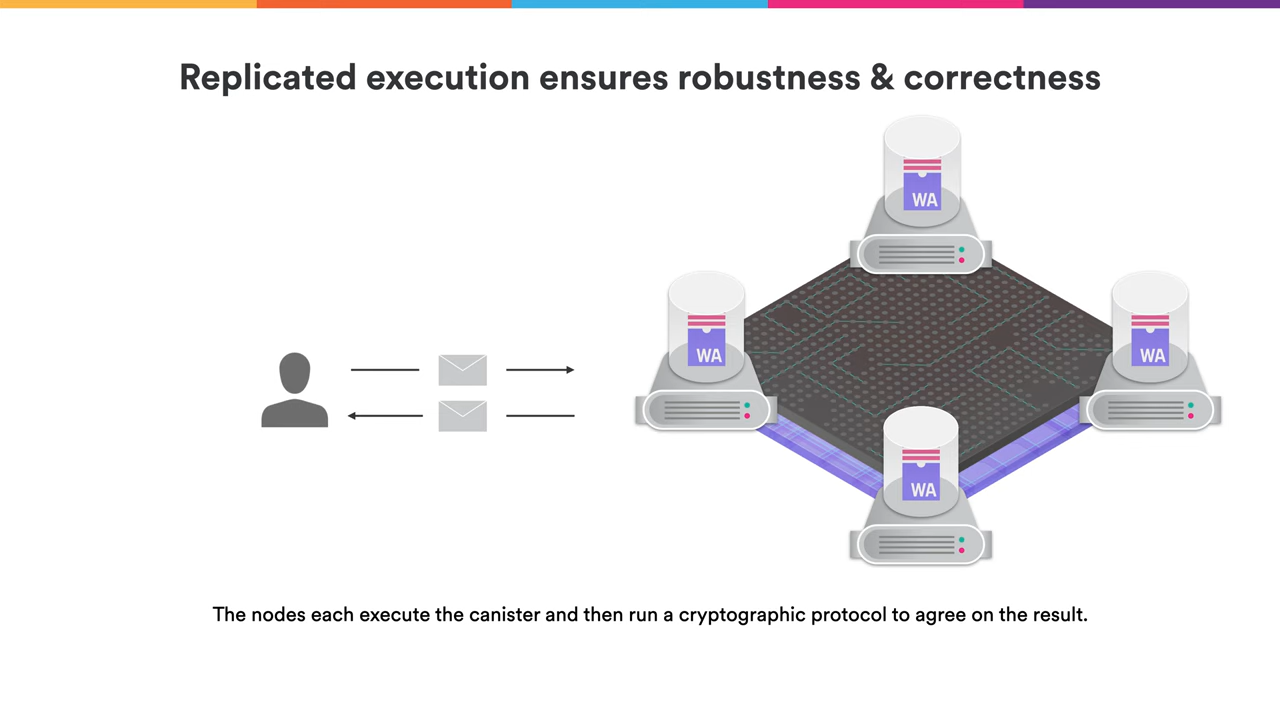 Replicated execution ensures robustness & correctness
WA
WA
WA
WA
The nodes each execute the canister and then run a cryptographic protocol to agree on the result.